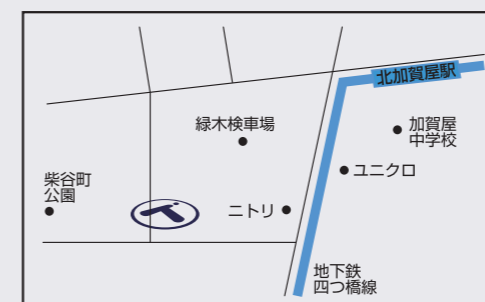 北加賀屋駅
緑木検車場
加賀屋
中学校
柴谷町
公園
ユニクロ
ニトリ
地下鉄
四つ橋線